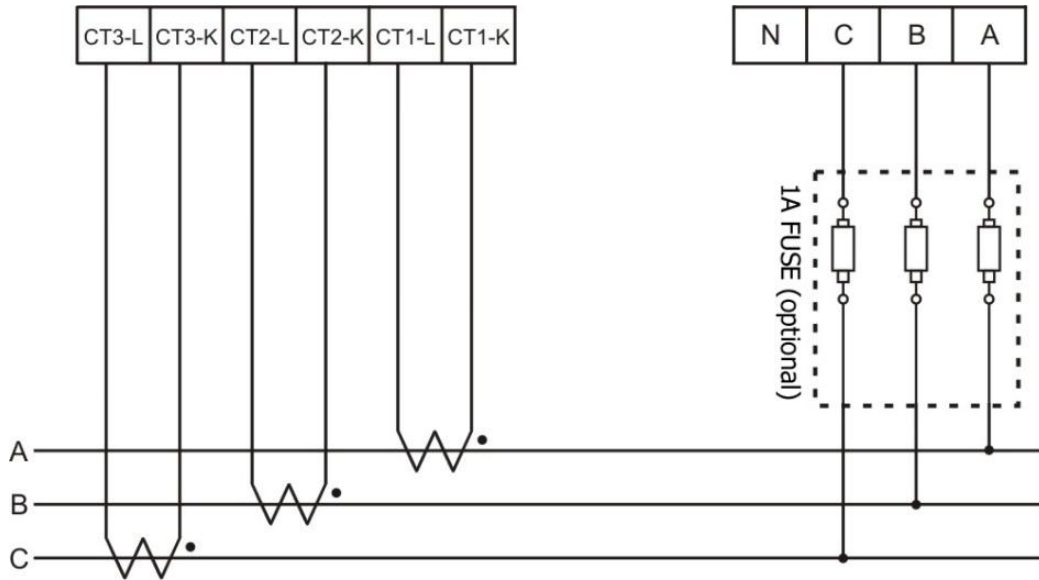 CT3-L CT3-K CT2-L CT2-K CT1-L CT1-K
N C B A
1A FUSE (optional)
A
B
C